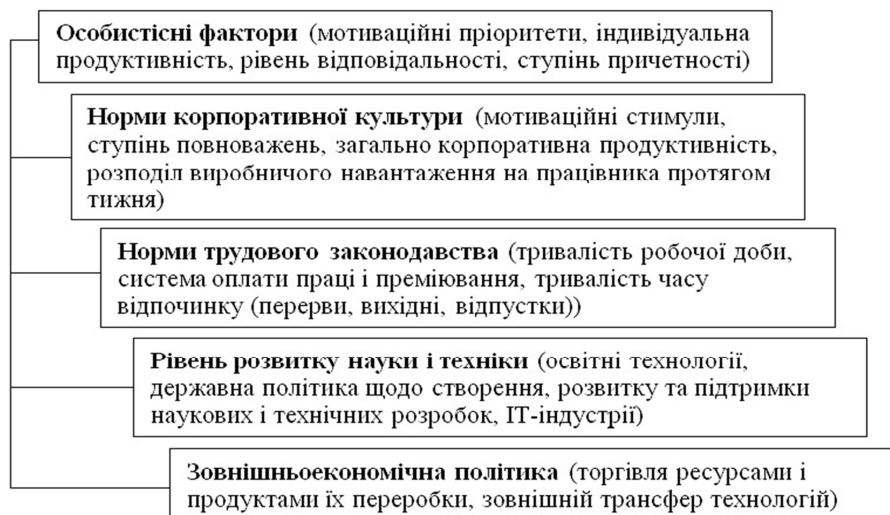 Особистісні фактори (мотиваційні пріоритети, індивідуальна
продуктивність, рівень відповідальності, ступінь причетності)
Норми корпоративної культури (мотиваційні стимули,
ступінь повноважень, загально корпоративна продуктивність,
розподіл виробничого навантаження на працівника протягом
тижня)
Норми трудового законодавства (тривалість робочої доби,
система оплати праці і преміювання, тривалість часу
відпочинку (перерви, вихідні, відпустки))
Рівень розвитку науки і техніки (освітні технології,
державна політика щодо створення, розвитку та підтримки
наукових і технічних розробок, ІТ-індустрії)
Зовнішньоекономічна політика (торгівля ресурсами і
продуктами їх переробки, зовнішній трансфер технологій)